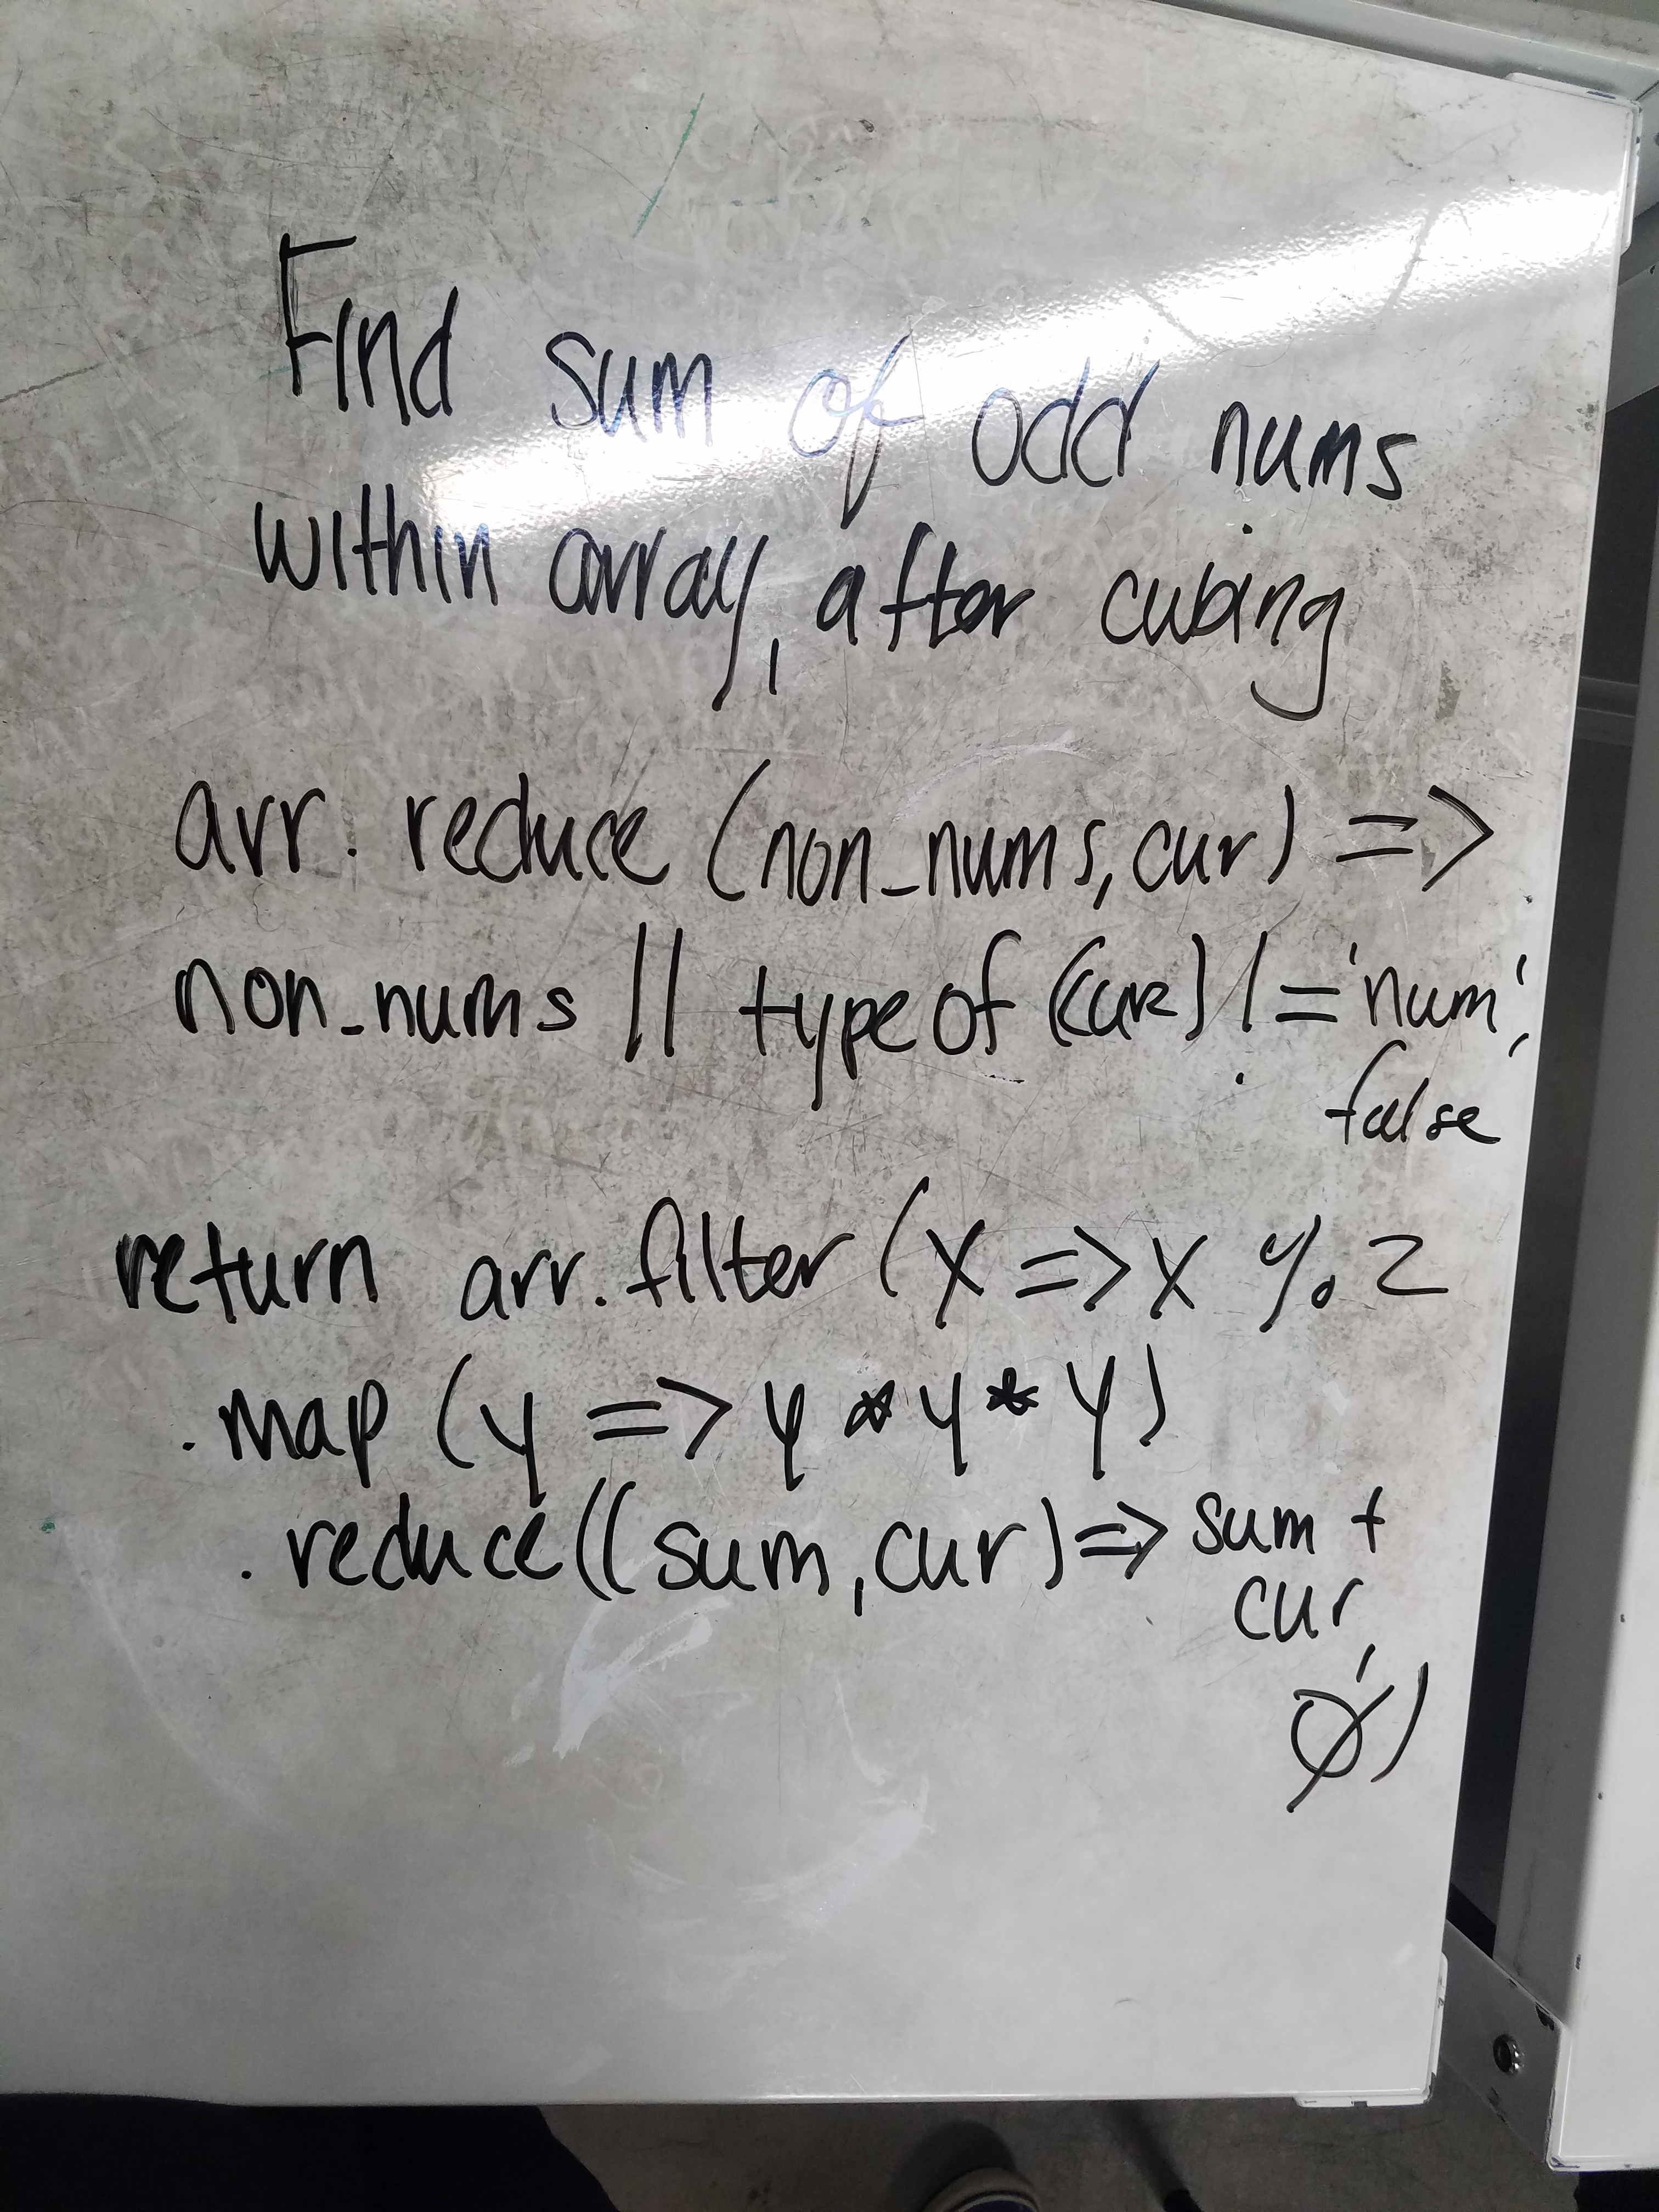 Find sum of odd nums
within array, after cubing
arr. reduce (non_nums, cur) =>
non_nums || typeof (cur) != 'num',
false
return arr. filter (x => x % 2
. map (y => y * y * y)
. reduce ((sum, cur) => sum +
cur,
0)